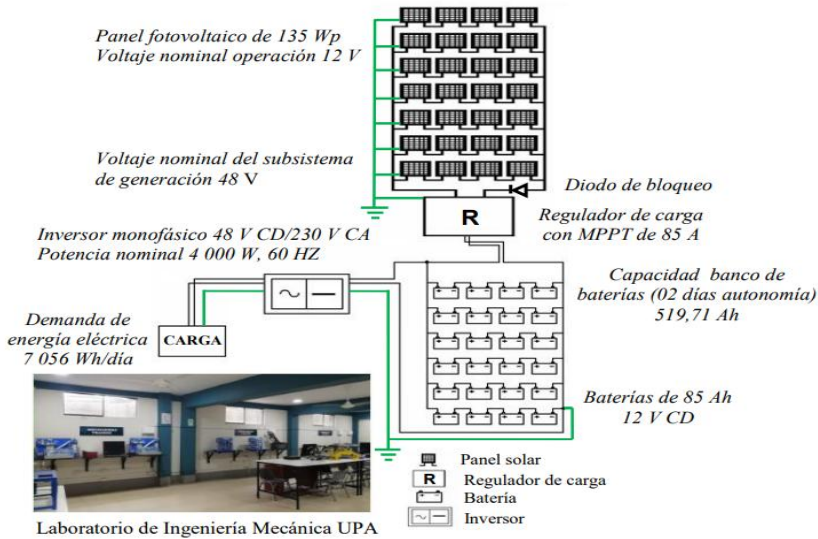 Panel fotovoltaico de 135 Wp
Voltaje nominal operación 12 V
Voltaje nominal del subsistema
de generación 48 V
Diodo de bloqueo
R
Regulador de carga
con MPPT de 85 A
Inversor monofásico 48 V CD/230 V CA
Potencia nominal 4 000 W, 60 HZ
Capacidad banco de
baterías (02 días autonomía)
519,71 Ah
Demanda de
energía eléctrica
7 056 Wh/día
CARGA
Baterías de 85 Ah
12 V CD
Panel solar
R Regulador de carga
Batería
Inversor
Laboratorio de Ingeniería Mecánica UPA